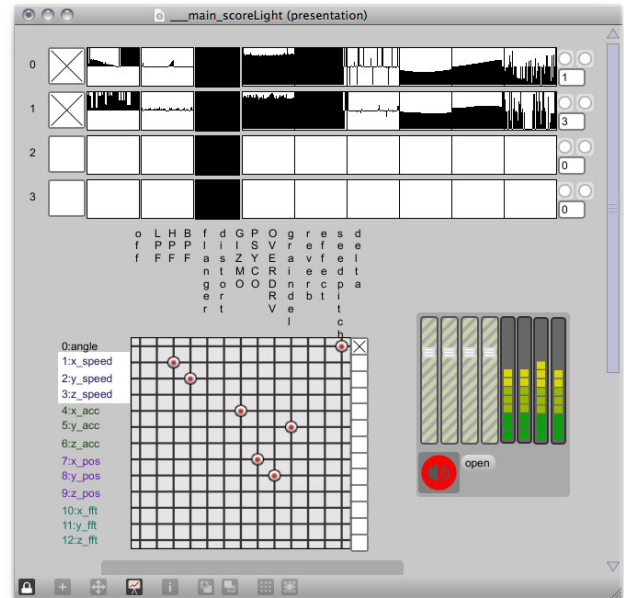 ___main_scoreLight (presentation)
0
1
1
3
2
0
3
0
off
LPF
HPF
BPF
flanger
distort
GIZMO
PSYCO
OVERDRV
graindel
reverb
effect
seedpitch
delta
0:angle
1:x_speed
2:y_speed
3:z_speed
4:x_acc
5:y_acc
6:z_acc
7:x_pos
8:y_pos
9:z_pos
10:x_fft
11:y_fft
12:z_fft
open